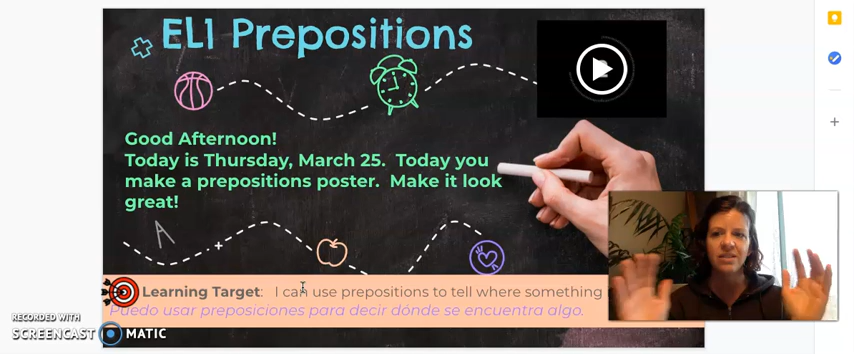 EL1 Prepositions
Good Afternoon!
Today is Thursday, March 25. Today you
make a prepositions poster. Make it look
great!
A
Learning Target: I can use prepositions to tell where something
Puedo usar preposiciones para decir dónde se encuentra algo.
RECORDED WITH
SCREENCAST MATIC